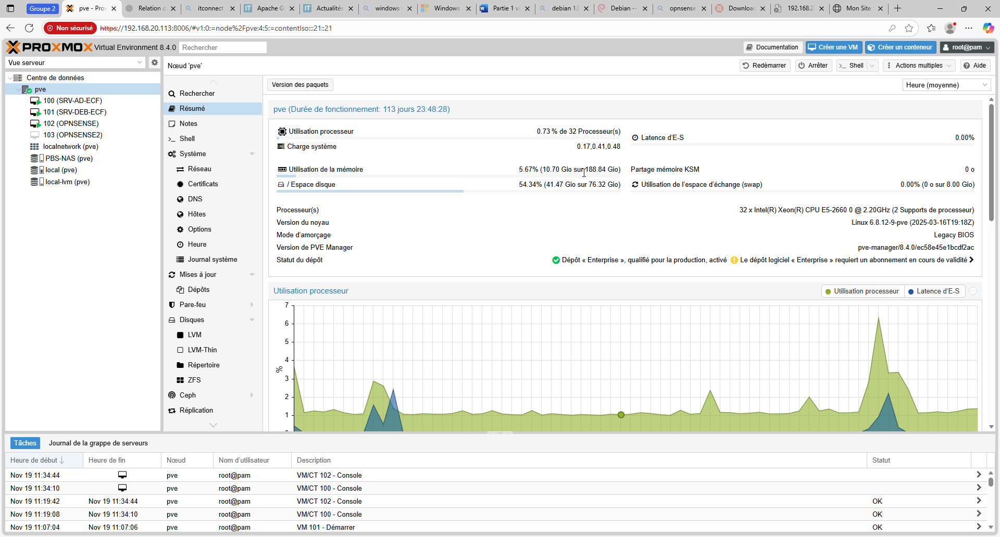 Groupe 2
pve - Pro
Relation d
itconnect
Apache G
Actualités
windows s
Windows
Partie 1 v
debian 13
Debian --
opnsense
Downloac
192.168.2
Mon Site
Non sécurisé
https://192.168.20.113:8006/#v1:0:=node%2Fpve:4:5:=contentIso:::21::21
PROXMOX Virtual Environment 8.4.0
Rechercher
Documentation
Créer une VM
Créer un conteneur
root@pam
Vue serveur
Nœud 'pve'
Redémarrer
Arrêter
Shell
Actions multiples
Aide
Centre de données
pve
100 (SRV-AD-ECF)
101 (SRV-DEB-ECF)
102 (OPNSENSE)
103 (OPNSENSE2)
localnetwork (pve)
PBS-NAS (pve)
local (pve)
local-lvm (pve)
Rechercher
Résumé
Notes
Shell
Système
Réseau
Certificats
DNS
Hôtes
Options
Heure
Journal système
Mises à jour
Dépôts
Pare-feu
Disques
LVM
LVM-Thin
Répertoire
ZFS
Ceph
Réplication
Version des paquets
Heure (moyenne)
pve (Durée de fonctionnement: 113 jours 23:48:28)
Utilisation processeur 0.73 % de 32 Processeur(s)
Latence d'E-S 0.00%
Charge système 0.17,0.41,0.48
Utilisation de la mémoire 5.67% (10.70 Gio sur 188.84 Gio)
Partage mémoire KSM 0 o
/ Espace disque 54.34% (41.47 Gio sur 76.32 Gio)
Utilisation de l'espace d'échange (swap) 0.00% (0 o sur 8.00 Gio)
Processeur(s) 32 x Intel(R) Xeon(R) CPU E5-2660 0 @ 2.20GHz (2 Supports de processeur)
Version du noyau Linux 6.8.12-9-pve (2025-03-16T19:18Z)
Mode d'amorçage Legacy BIOS
Version de PVE Manager pve-manager/8.4.0/ec58e45e1bcdf2ac
Statut du dépôt Dépôt « Enterprise », qualifié pour la production, activé Le dépôt logiciel « Enterprise » requiert un abonnement en cours de validité
Utilisation processeur
Utilisation processeur
Latence d'E-S
7
6
5
4
%
3
2
1
Tâches
Journal de la grappe de serveurs
Heure de début Heure de fin Nœud Nom d'utilisateur Description Statut
Nov 19 11:34:44 pve root@pam VM/CT 102 - Console
Nov 19 11:34:10 pve root@pam VM/CT 100 - Console
Nov 19 11:19:42 Nov 19 11:34:44 pve root@pam VM/CT 102 - Console OK
Nov 19 11:19:08 Nov 19 11:34:10 pve root@pam VM/CT 100 - Console OK
Nov 19 11:07:04 Nov 19 11:07:06 pve root@pam VM 101 - Démarrer OK